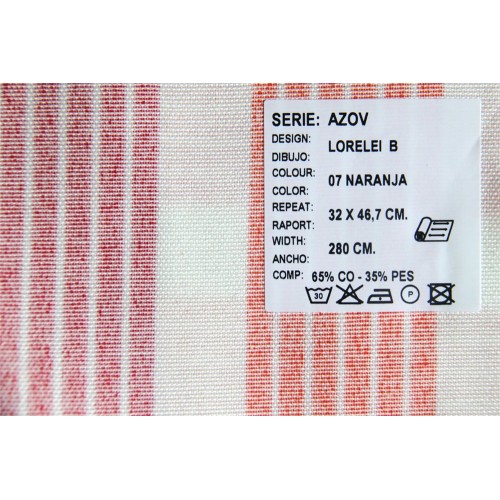 SERIE: AZOV
DESIGN:
DIBUJO: LORELEI B
COLOUR:
COLOR: 07 NARANJA
REPEAT:
RAPORT: 32 X 46,7 CM.
WIDTH:
ANCHO: 280 CM.
COMP: 65% CO - 35% PES
30 P